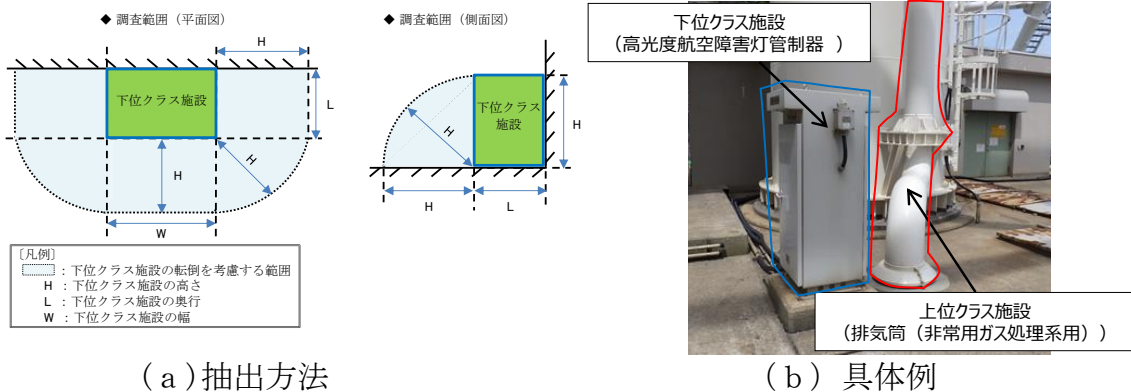 ◆ 調査範囲（平面図）
◆ 調査範囲（側面図）
H
下位クラス施設
L
H
H
W
下位クラス
施設
H
H
H
L
〔凡例〕
：下位クラス施設の転倒を考慮する範囲
H ：下位クラス施設の高さ
L ：下位クラス施設の奥行
W ：下位クラス施設の幅
下位クラス施設
（高光度航空障害灯管制器 ）
上位クラス施設
（排気筒（非常用ガス処理系用））
(a)抽出方法
(b) 具体例